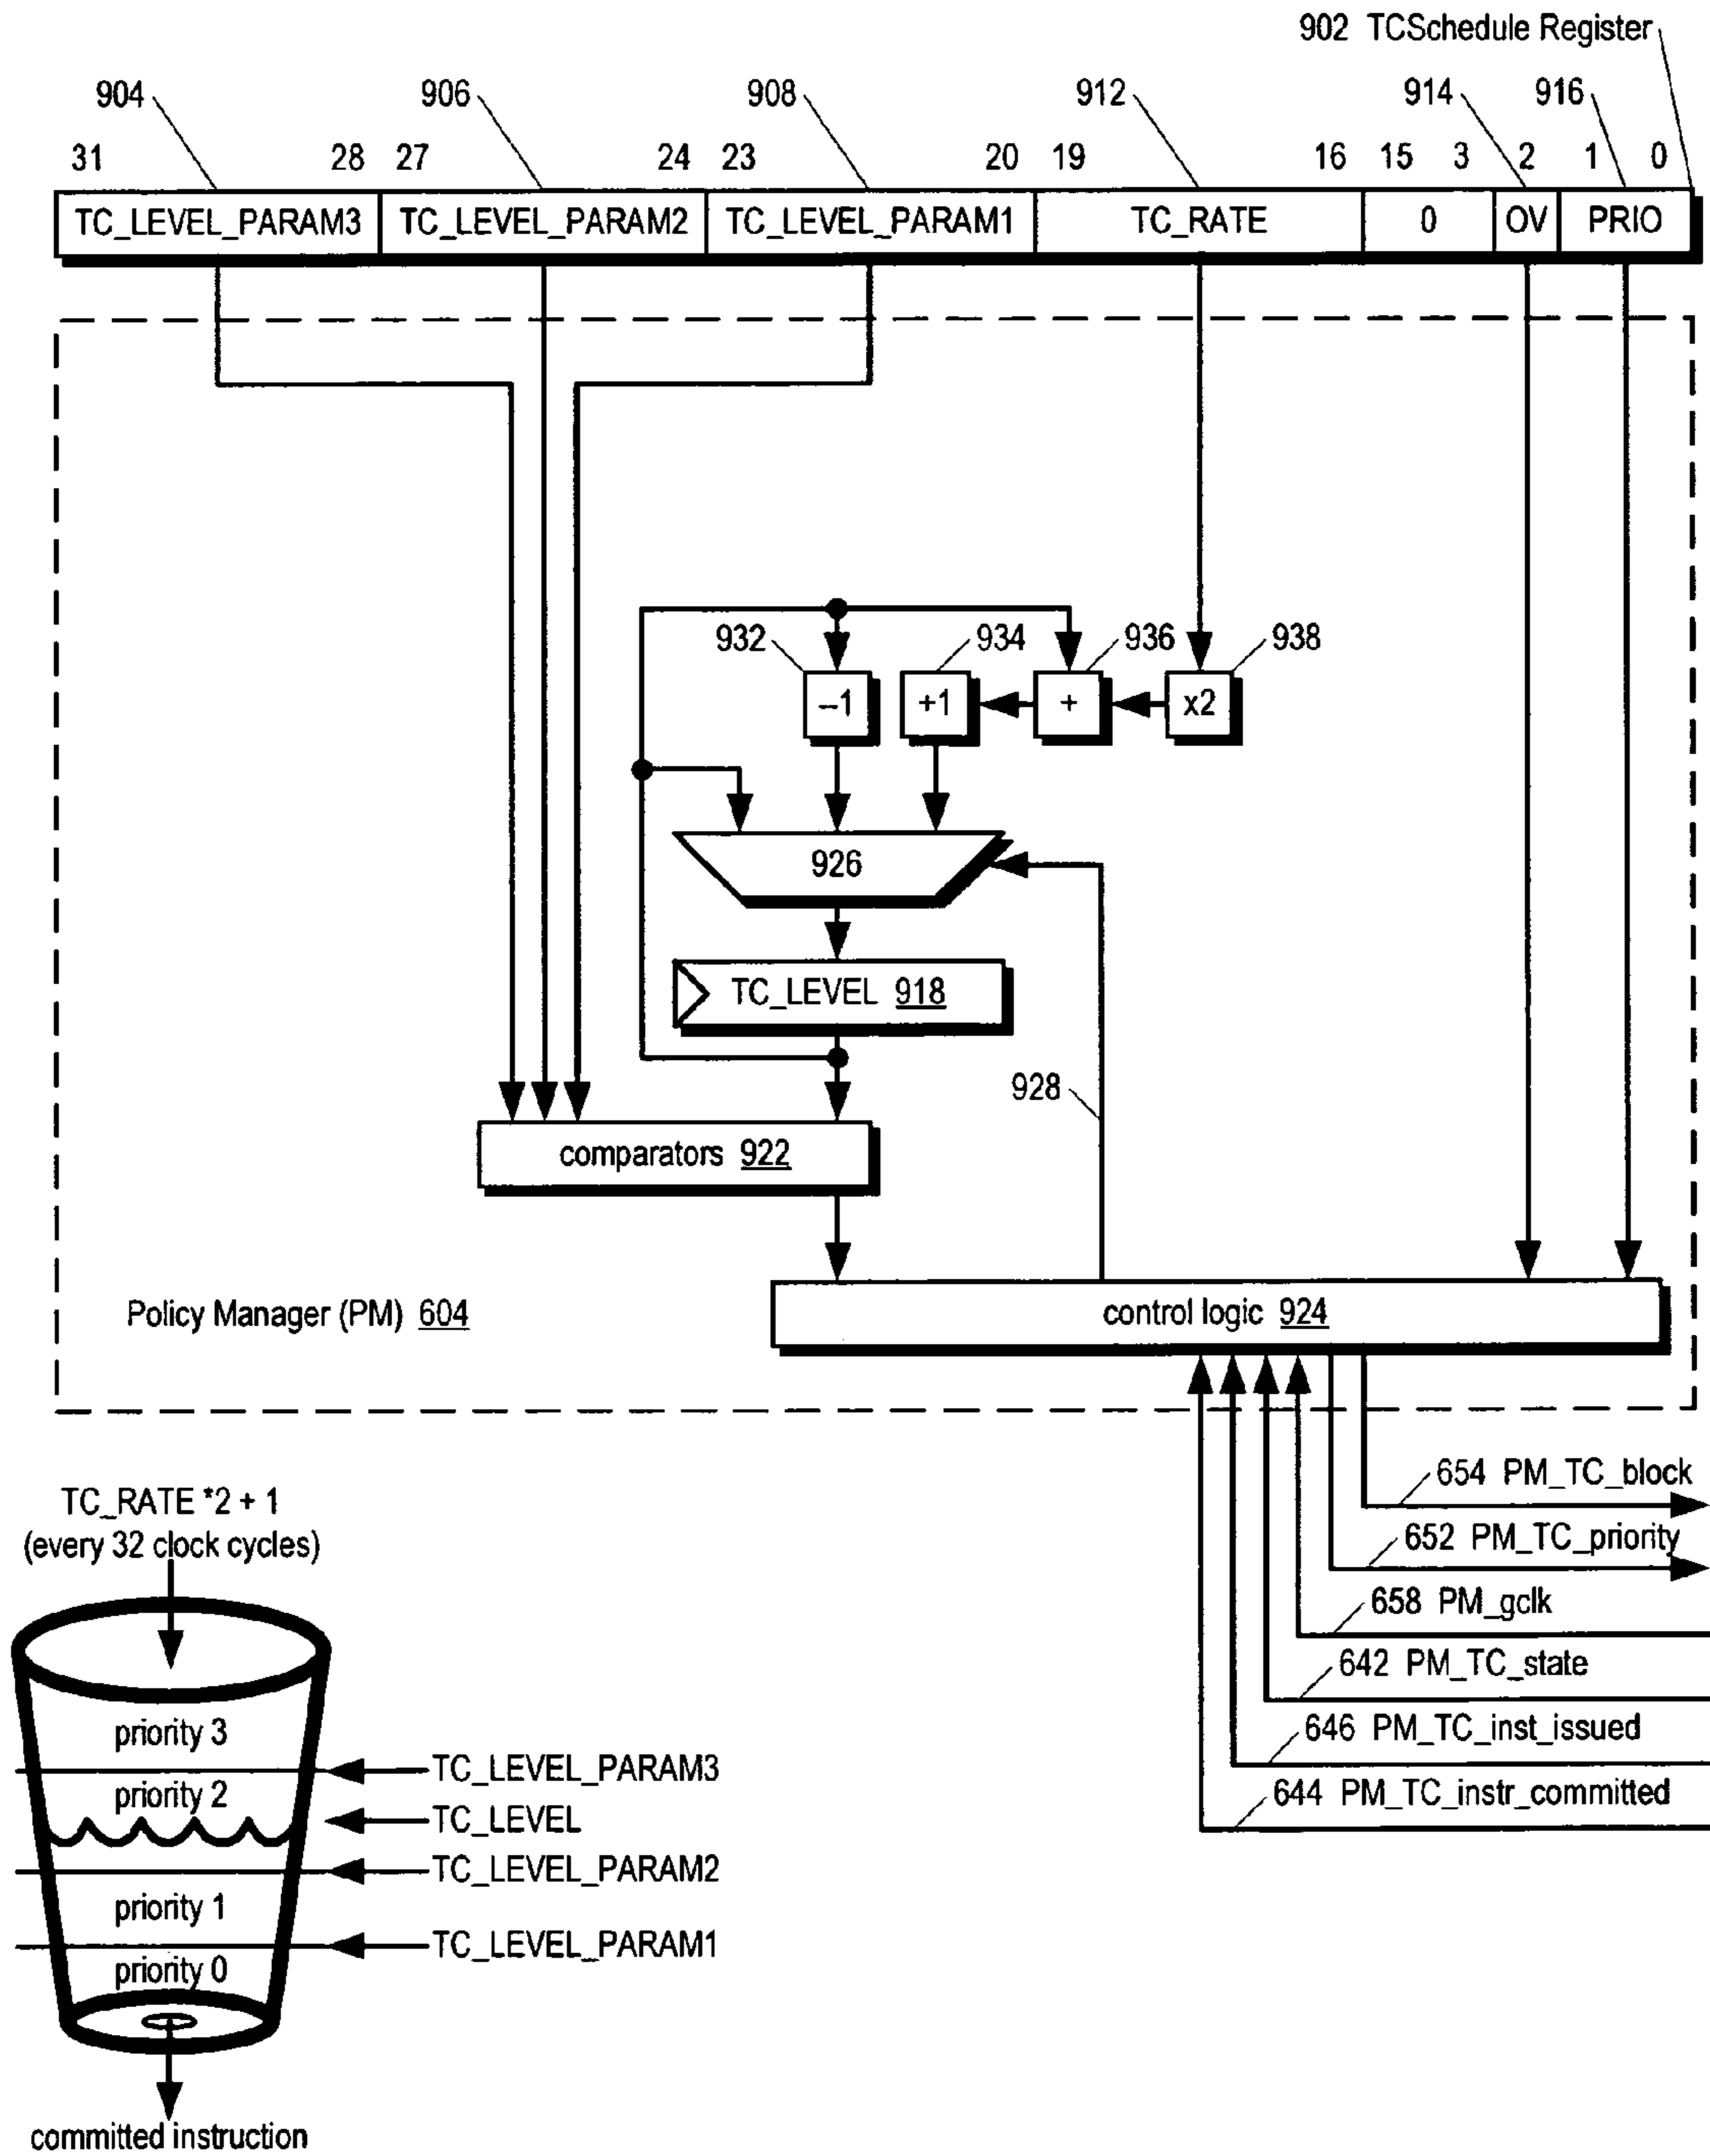 902 TCSchedule Register
904 906 908 912 914 916
31 28 27 24 23 20 19 16 15 3 2 1 0
TC_LEVEL_PARAM3 TC_LEVEL_PARAM2 TC_LEVEL_PARAM1 TC_RATE 0 OV PRIO
932 934 936 938
–1 +1 + x2
926
TC_LEVEL 918
928
comparators 922
Policy Manager (PM) 604
control logic 924
654 PM_TC_block
652 PM_TC_priority
658 PM_gclk
642 PM_TC_state
646 PM_TC_inst_issued
644 PM_TC_instr_committed
TC_RATE *2 + 1
(every 32 clock cycles)
priority 3
TC_LEVEL_PARAM3
priority 2
TC_LEVEL
TC_LEVEL_PARAM2
priority 1
TC_LEVEL_PARAM1
priority 0
committed instruction